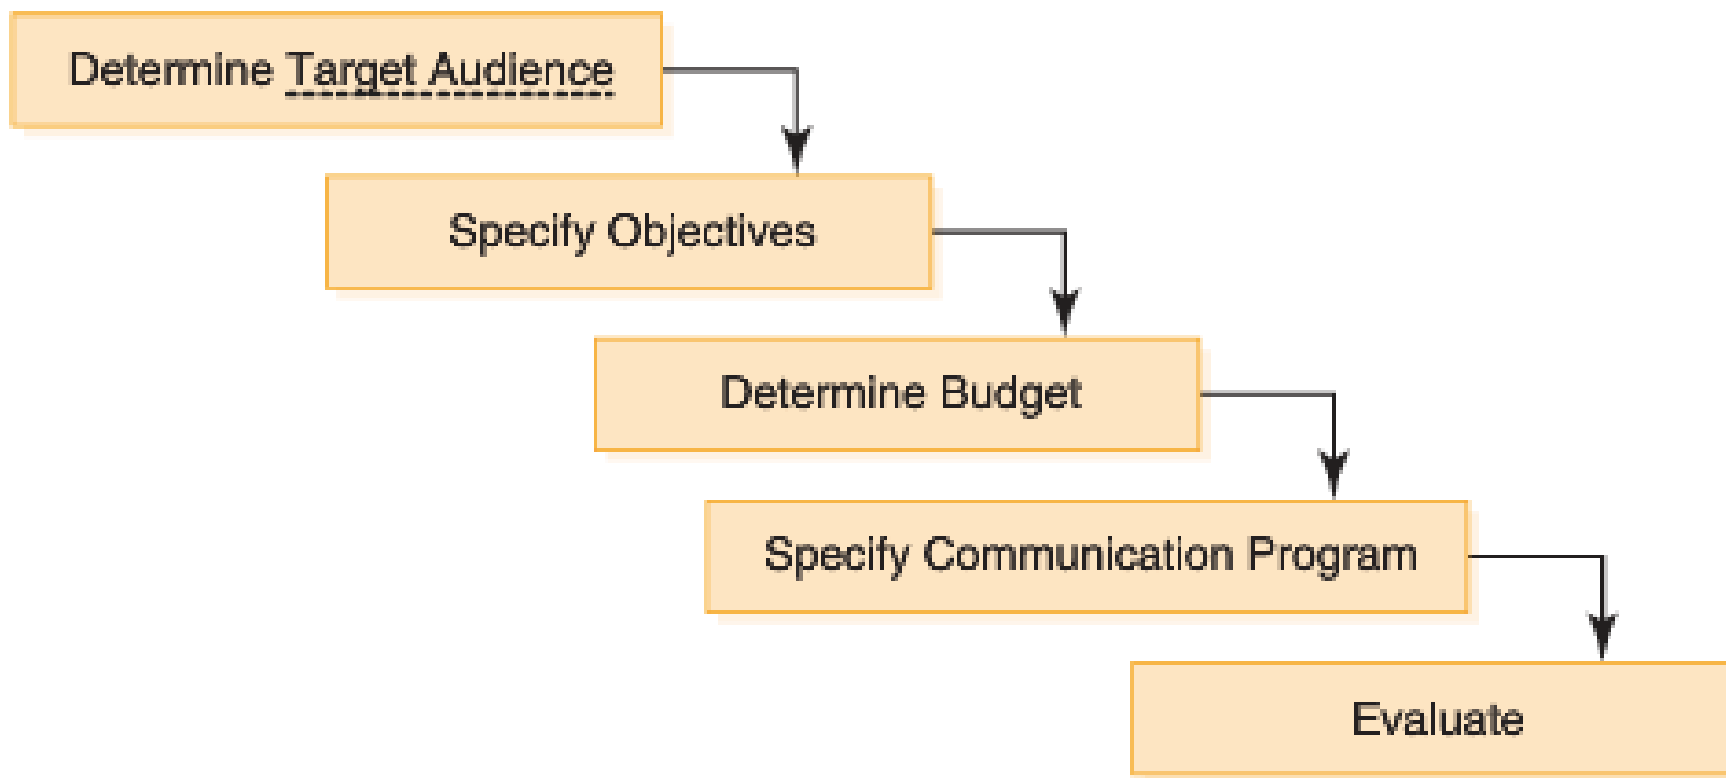 Determine Target Audience
Specify Objectives
Determine Budget
Specify Communication Program
Evaluate